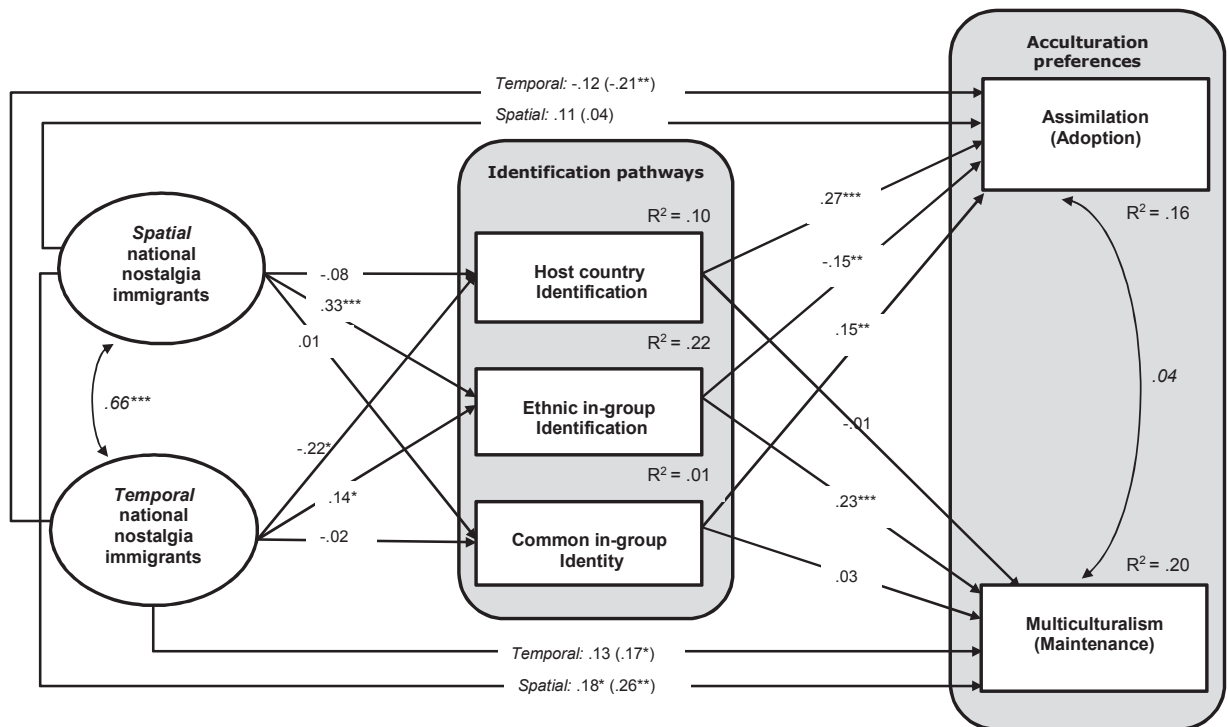 Acculturation
preferences
Temporal: -.12 (-.21**)
Spatial: .11 (.04)
Assimilation
(Adoption)
Identification pathways
R² = .10
.27***
R² = .16
Spatial
national
nostalgia
immigrants
-.08
Host country
Identification
-.15**
.33***
.01
R² = .22
.15**
.66***
Ethnic in-group
Identification
.04
-.01
-.22*
R² = .01
Temporal
national
nostalgia
immigrants
.14*
.23***
-.02
Common in-group
Identity
.03
R² = .20
Multiculturalism
(Maintenance)
Temporal: .13 (.17*)
Spatial: .18* (.26**)